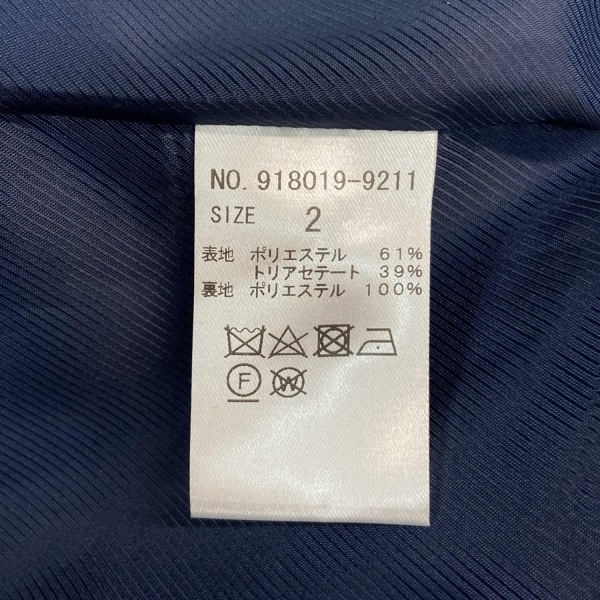 NO. 918019-9211
SIZE 2
表地 ポリエステル 61%
トリアセテート 39%
裏地 ポリエステル 100%
F W